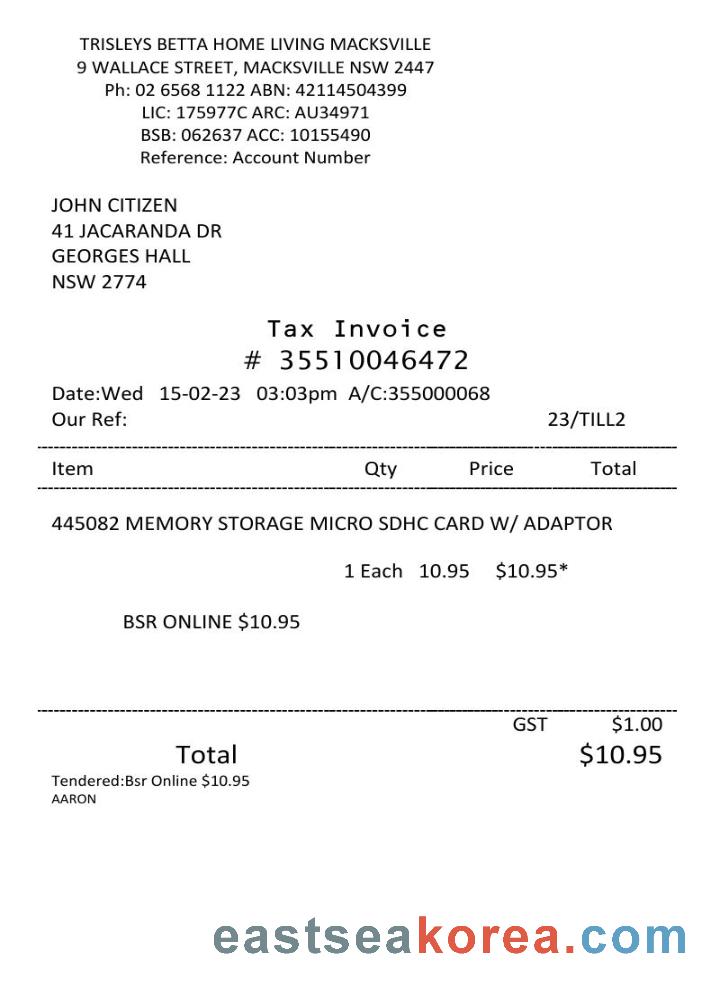 TRISLEYS BETTA HOME LIVING MACKSVILLE
9 WALLACE STREET, MACKSVILLE NSW 2447
Ph: 02 6568 1122 ABN: 42114504399
LIC: 175977C ARC: AU34971
BSB: 062637 ACC: 10155490
Reference: Account Number
JOHN CITIZEN
41 JACARANDA DR
GEORGES HALL
NSW 2774
Tax Invoice
# 35510046472
Date:Wed 15-02-23 03:03pm A/C:355000068
Our Ref: 23/TILL2
Item Qty Price Total
445082 MEMORY STORAGE MICRO SDHC CARD W/ ADAPTOR
1 Each 10.95 $10.95*
BSR ONLINE $10.95
GST $1.00
Total $10.95
Tendered:Bsr Online $10.95
AARON
eastseakorea.com